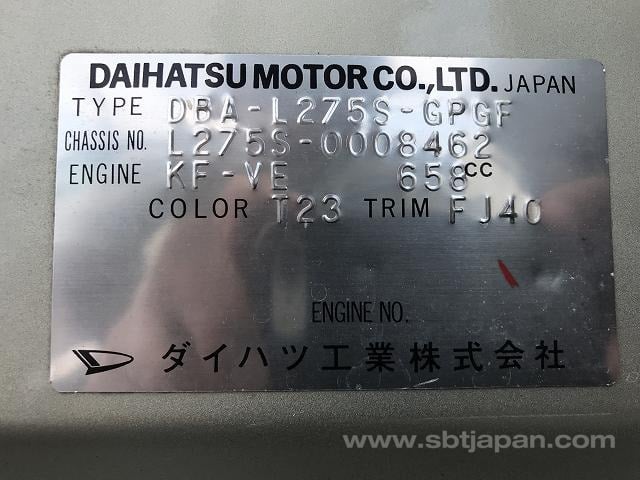 DAIHATSU MOTOR CO.,LTD. JAPAN
TYPE DBA-L275S-GPGF
CHASSIS NO. L275S-0008462
ENGINE KF-VE 658CC
COLOR T23 TRIM FJ40
ENGINE NO.
ダイハツ工業株式会社
www.sbtjapan.com